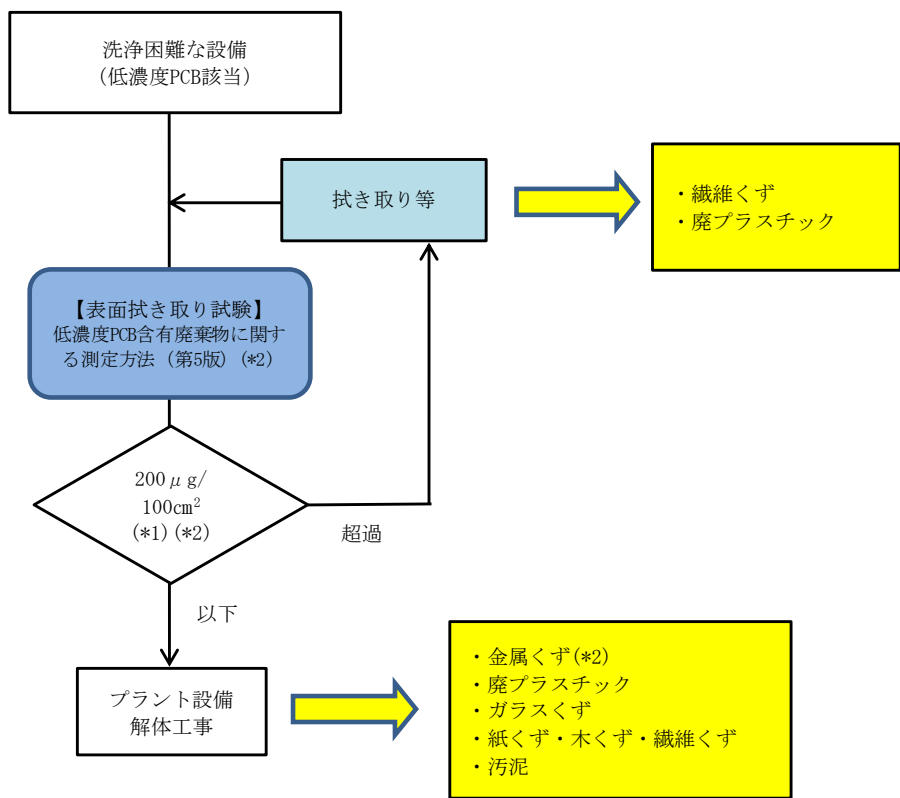 洗浄困難な設備
(低濃度PCB該当)
拭き取り等
・繊維くず
・廃プラスチック
【表面拭き取り試験】
低濃度PCB含有廃棄物に関す
る測定方法（第5版）(*2)
200μg/
100cm²
(*1)(*2)
超過
以下
プラント設備
解体工事
・金属くず(*2)
・廃プラスチック
・ガラスくず
・紙くず・木くず・繊維くず
・汚泥